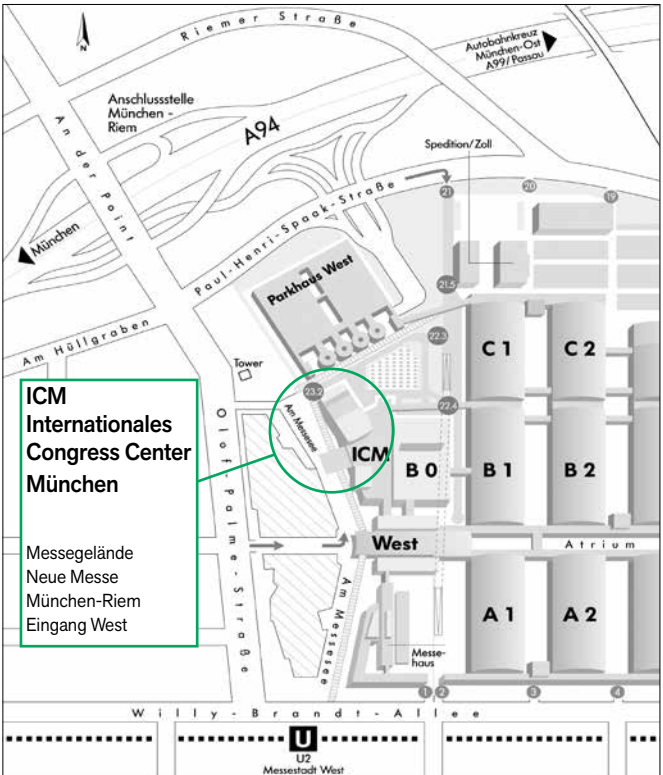 Riemer Straße
N
Autobahnkreuz
München-Ost
A99/Passau
Anschlussstelle
München -
Riem
A94
An der Point
Spedition/Zoll
21
20
19
München
Paul-Henri-Spaak-Straße
Parkhaus West
21.5
Am Hüllgraben
22.3
C 1
C 2
Tower
23.2
22.4
ICM
Internationales
Congress Center
München
Messegelände
Neue Messe
München-Riem
Eingang West
Am Messesee
Olof-Palme-Straße
ICM
B 0
B 1
B 2
West
Atrium
Am Messesee
A 1
A 2
Messe-
haus
1
2
3
4
Willy-Brandt-Allee
U
U2
Messestadt West